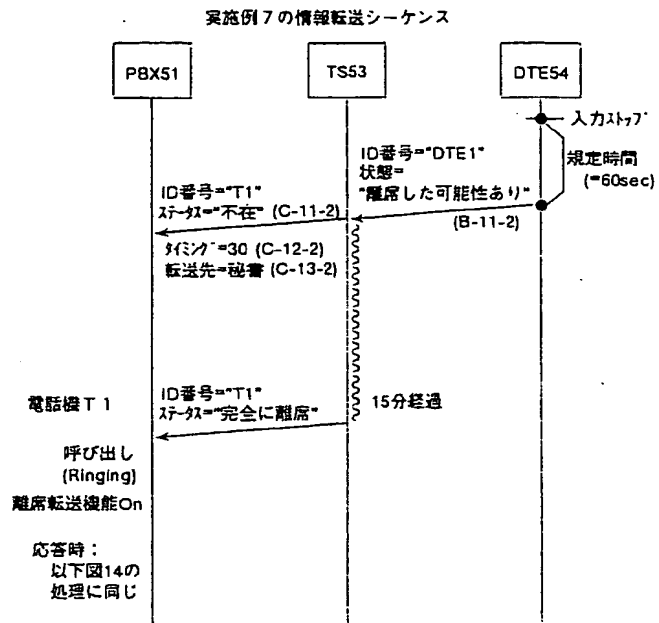 実施例7の情報転送シーケンス
PBX51
TS53
DTE54
入力ストップ
規定時間
(=60sec)
ID番号="DTE1"
状態=
"離席した可能性あり"
(B-11-2)
ID番号="T1"
ステータス="不在" (C-11-2)
タイミング=30 (C-12-2)
転送先=秘書 (C-13-2)
15分経過
電話機T1
ID番号="T1"
ステータス="完全に離席"
呼び出し
(Ringing)
離席転送機能On
応答時：
以下図14の
処理に同じ